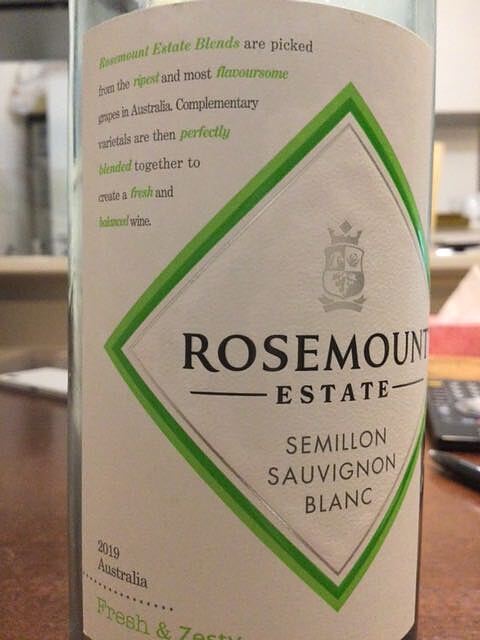 Rosemount Estate Blends are picked
from the ripest and most flavoursome
grapes in Australia. Complementary
varietals are then perfectly
blended together to
create a fresh and
balanced wine.
ROSEMOUNT
ESTATE
SEMILLON
SAUVIGNON
BLANC
2019
Australia
Fresh & Zesty